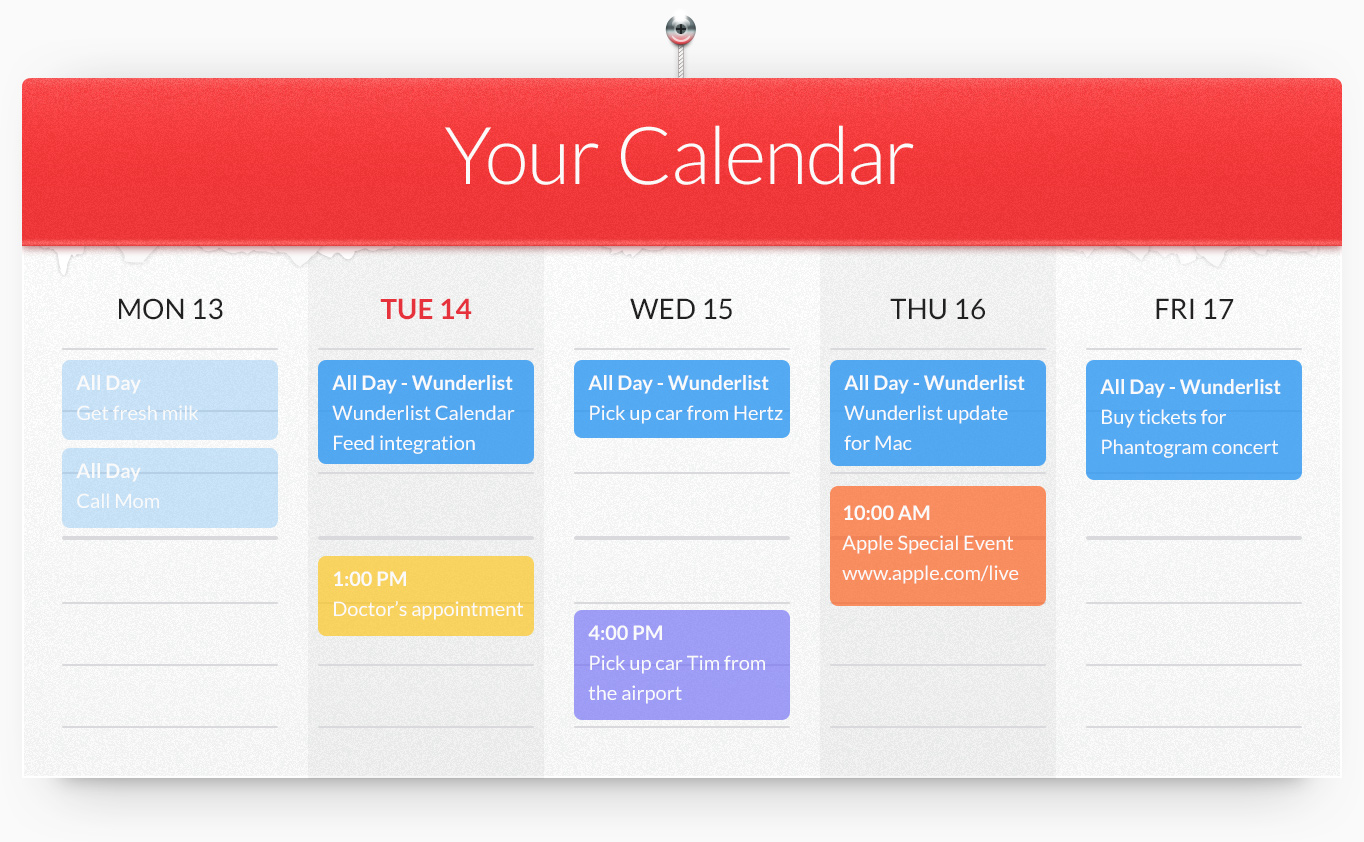 Your Calendar
MON 13
All Day
Get fresh milk
All Day
Call Mom
TUE 14
All Day - Wunderlist
Wunderlist Calendar
Feed integration
1:00 PM
Doctor's appointment
WED 15
All Day - Wunderlist
Pick up car from Hertz
4:00 PM
Pick up car Tim from
the airport
THU 16
All Day - Wunderlist
Wunderlist update
for Mac
10:00 AM
Apple Special Event
www.apple.com/live
FRI 17
All Day - Wunderlist
Buy tickets for
Phantogram concert